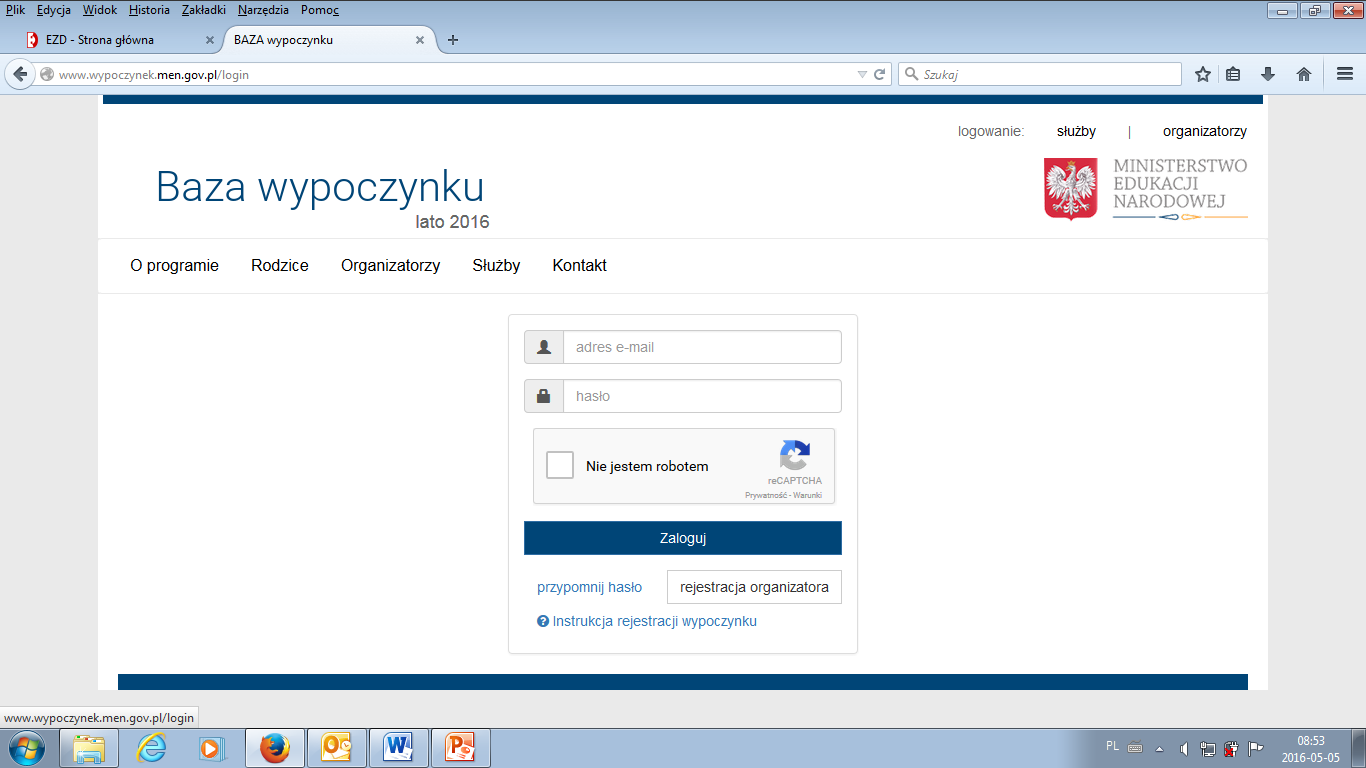 Plik Edycja Widok Historia Zakładki Narzędzia Pomoc
EZD - Strona główna
BAZA wypoczynku
www.wypoczynek.men.gov.pl/login
Szukaj
logowanie: służby | organizatorzy
Baza wypoczynku
lato 2016
MINISTERSTWO
EDUKACJI
NARODOWEJ
O programie Rodzice Organizatorzy Służby Kontakt
adres e-mail
hasło
Nie jestem robotem
reCAPTCHA
Prywatność - Warunki
Zaloguj
przypomnij hasło rejestracja organizatora
Instrukcja rejestracji wypoczynku
www.wypoczynek.men.gov.pl/login
PL
08:53
2016-05-05